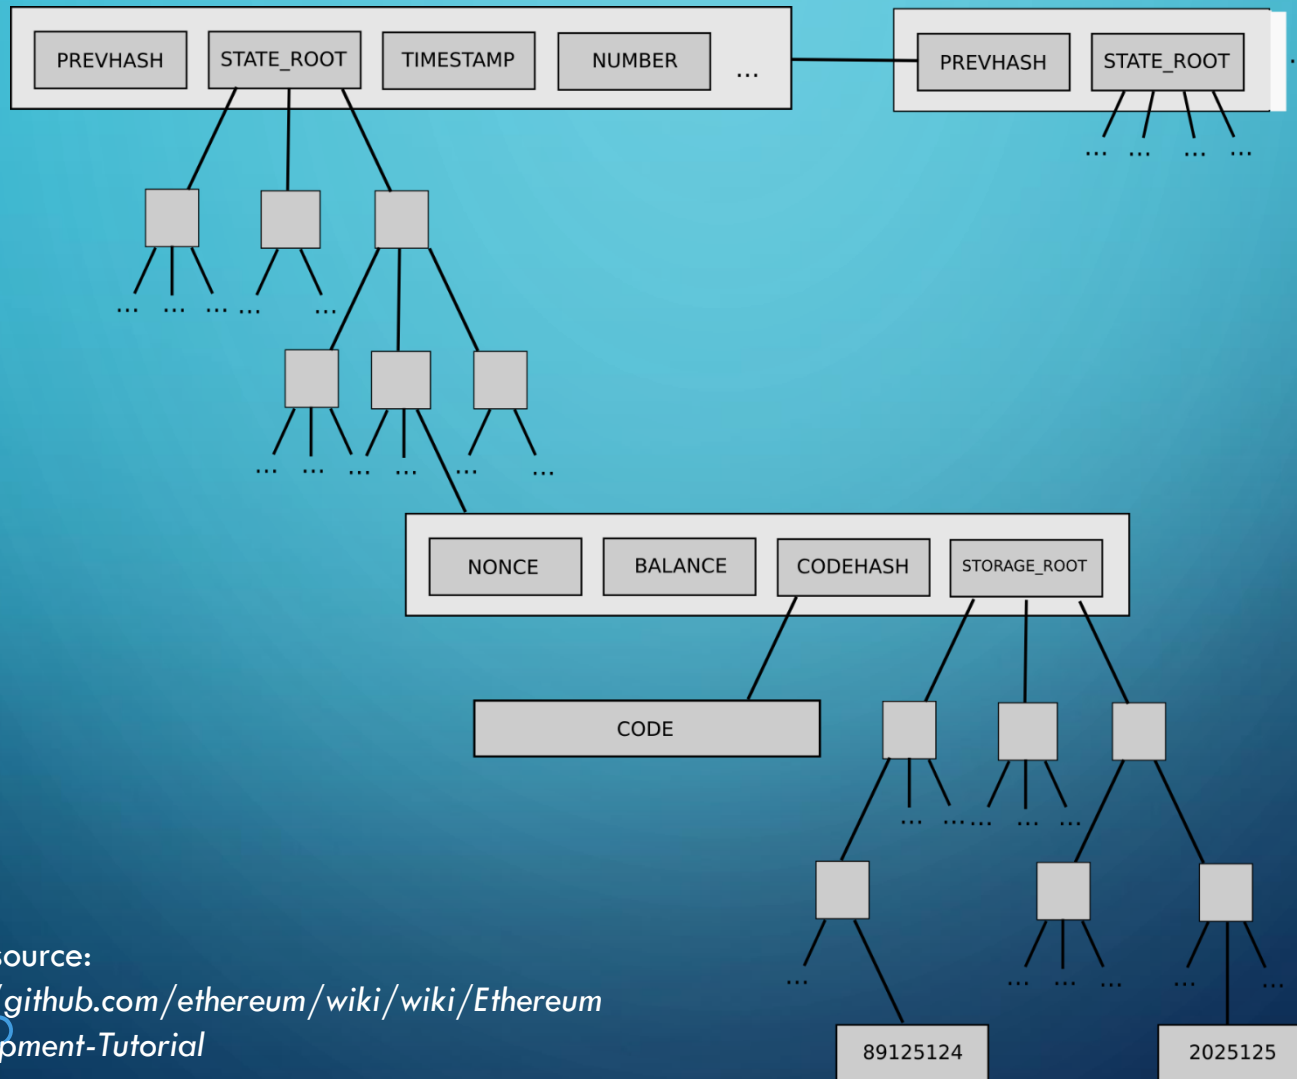 PREVHASH STATE_ROOT TIMESTAMP NUMBER ... PREVHASH STATE_ROOT
... ... ... ...
... ... ... ... ...
... ... ... ... ... ... ...
NONCE BALANCE CODEHASH STORAGE_ROOT
CODE
... ... ... ... ...
source:
/github.com/ethereum/wiki/wiki/Ethereum
... ... ... ... ... ...
pment-Tutorial
89125124 2025125